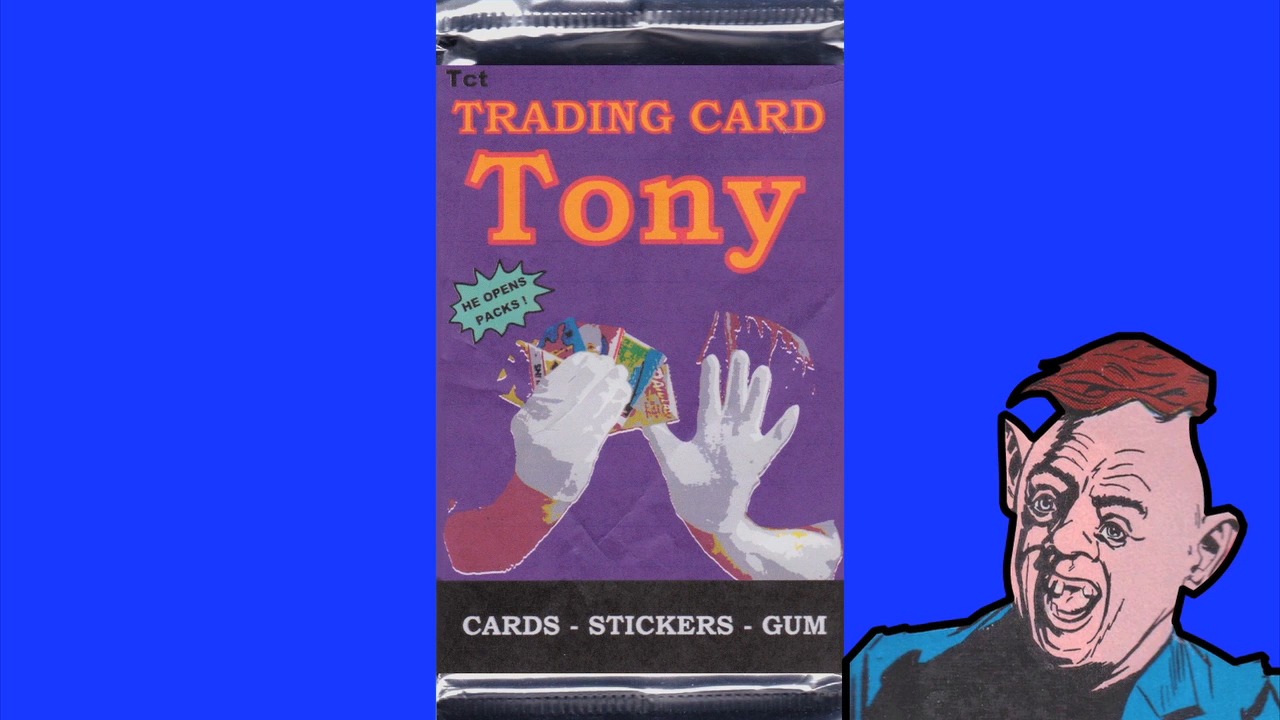 Tct
TRADING CARD
Tony
HE OPENS
PACKS!
CARDS - STICKERS - GUM